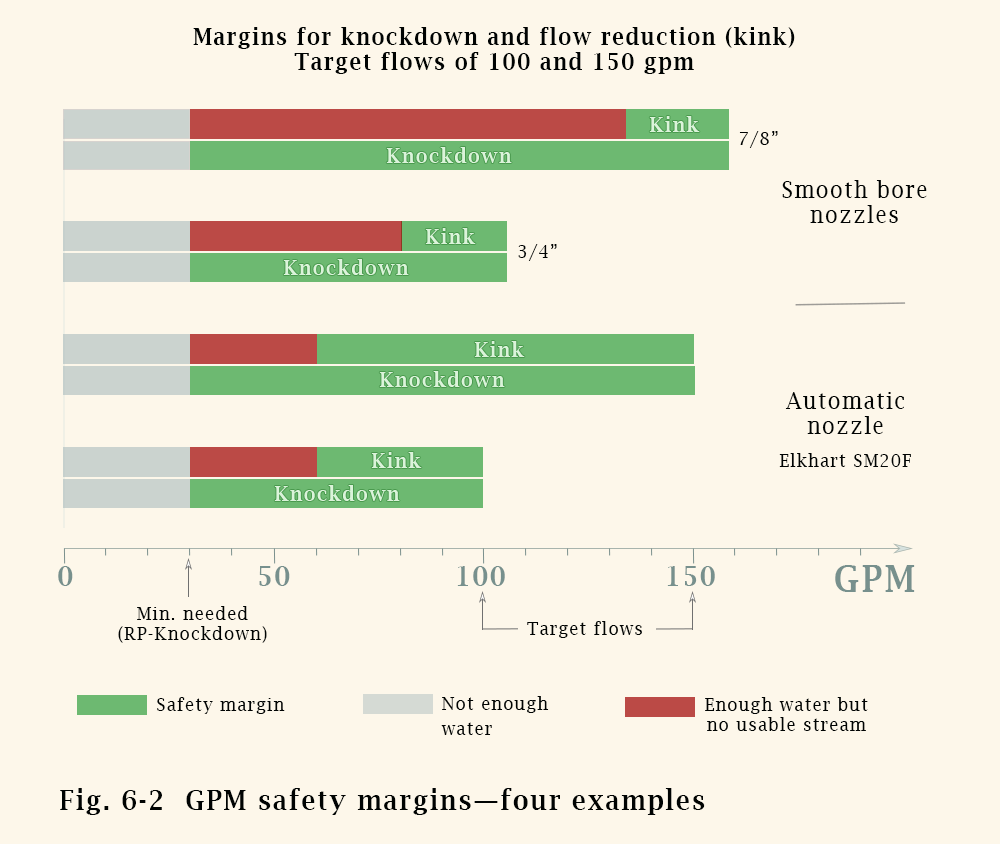 Margins for knockdown and flow reduction (kink)
Target flows of 100 and 150 gpm
Kink
Knockdown
7/8”
Smooth bore
nozzles
Kink
Knockdown
3/4”
Kink
Knockdown
Automatic
nozzle
Elkhart SM20F
Kink
Knockdown
0 50 100 150 GPM
Min. needed
(RP-Knockdown)
Target flows
Safety margin
Not enough
water
Enough water but
no usable stream
Fig. 6-2 GPM safety margins—four examples